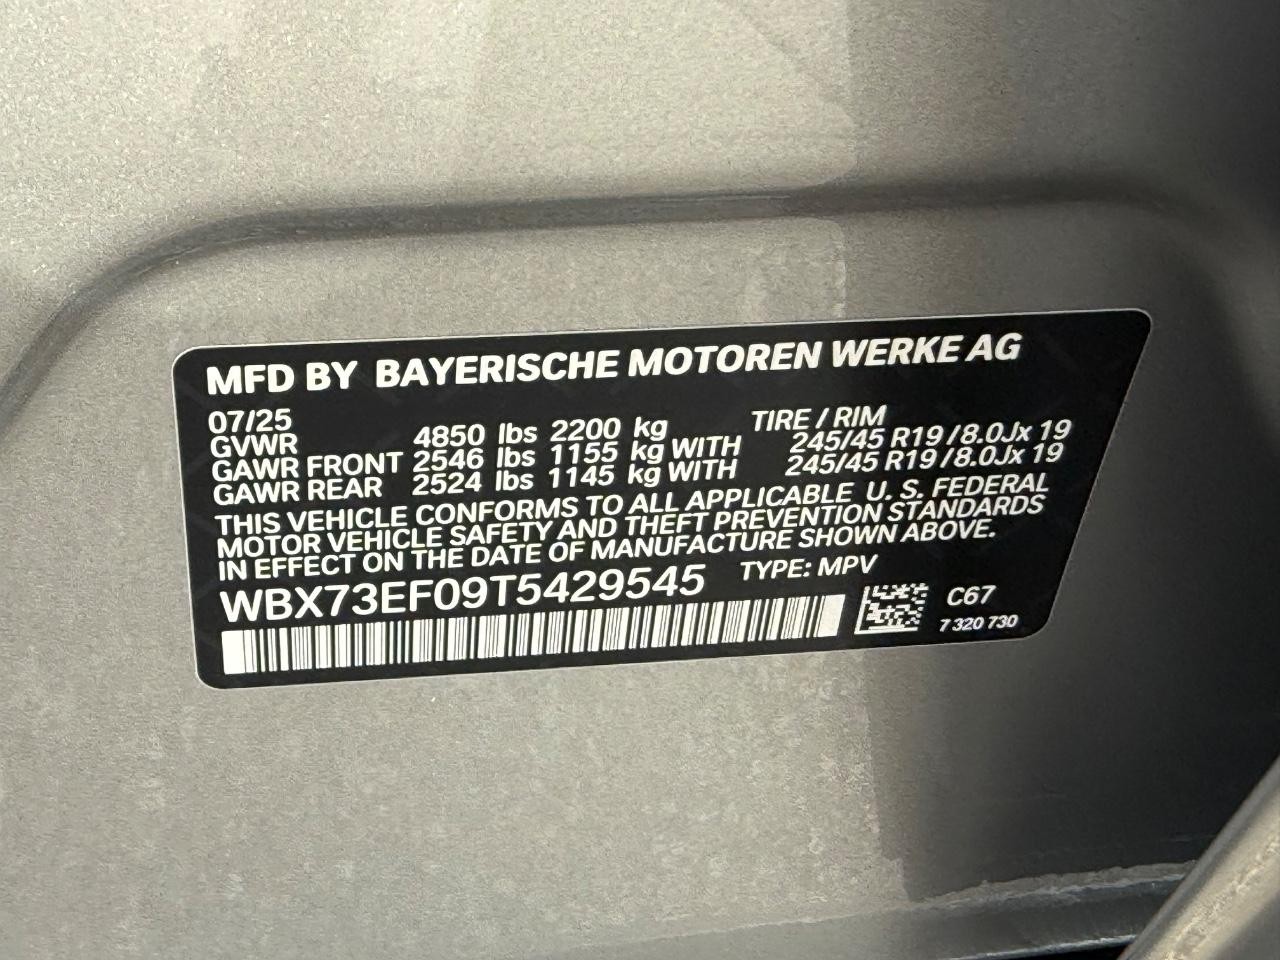 MFD BY BAYERISCHE MOTOREN WERKE AG
07/25 TIRE / RIM
GVWR 4850 lbs 2200 kg
GAWR FRONT 2546 lbs 1155 kg WITH 245/45 R19 / 8.0Jx 19
GAWR REAR 2524 lbs 1145 kg WITH 245/45 R19 / 8.0Jx 19
THIS VEHICLE CONFORMS TO ALL APPLICABLE U. S. FEDERAL
MOTOR VEHICLE SAFETY AND THEFT PREVENTION STANDARDS
IN EFFECT ON THE DATE OF MANUFACTURE SHOWN ABOVE.
WBX73EF09T5429545 TYPE: MPV
C67
7 320 730